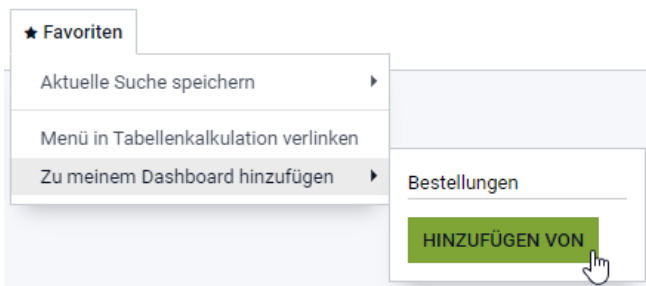 ★ Favoriten
Aktuelle Suche speichern
Menü in Tabellenkalkulation verlinken
Zu meinem Dashboard hinzufügen
Bestellungen
HINZUFÜGEN VON